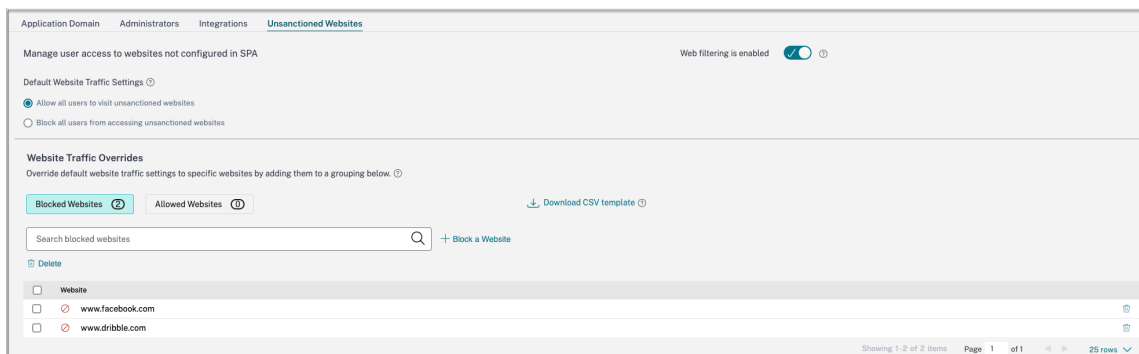 Application Domain Administrators Integrations Unsanctioned Websites
Manage user access to websites not configured in SPA Web filtering is enabled
Default Website Traffic Settings
Allow all users to visit unsanctioned websites
Block all users from accessing unsanctioned websites
Website Traffic Overrides
Override default website traffic settings to specific websites by adding them to a grouping below.
Blocked Websites 2 Allowed Websites 0 Download CSV template
Search blocked websites + Block a Website
Delete
Website
www.facebook.com
www.dribble.com
Showing 1-2 of 2 items Page 1 of 1 25 rows